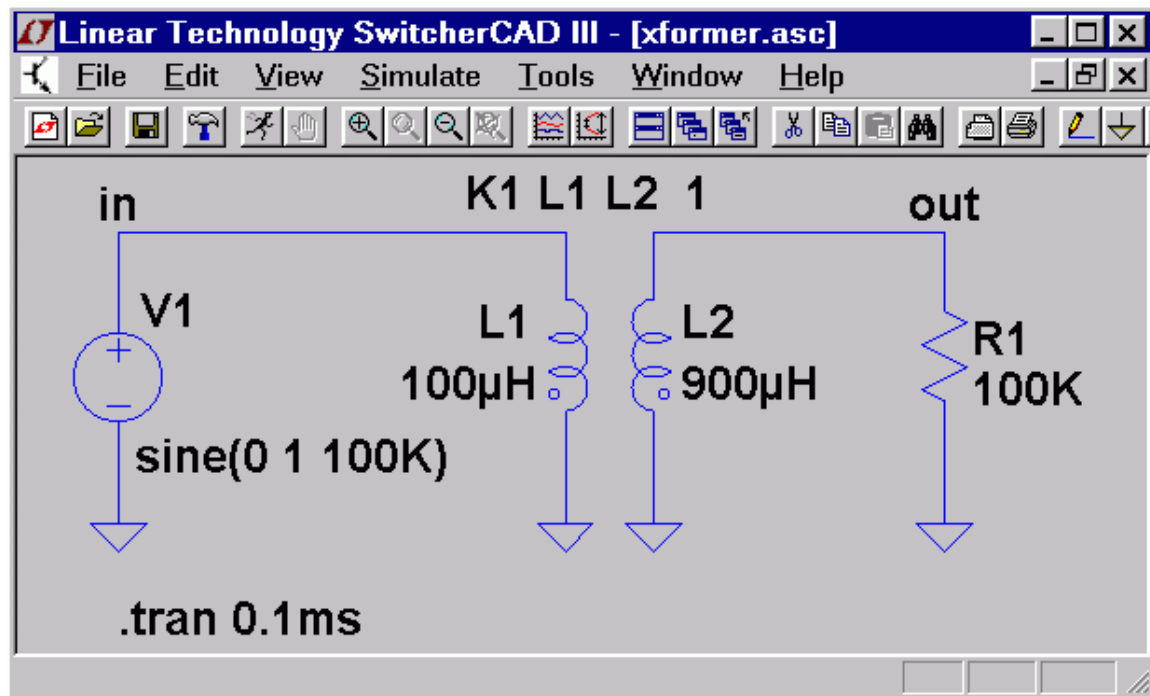 Linear Technology SwitcherCAD III - [xformer.asc]
File Edit View Simulate Tools Window Help
in
K1 L1 L2 1
out
V1
L1
100µH
L2
900µH
R1
100K
sine(0 1 100K)
.tran 0.1ms